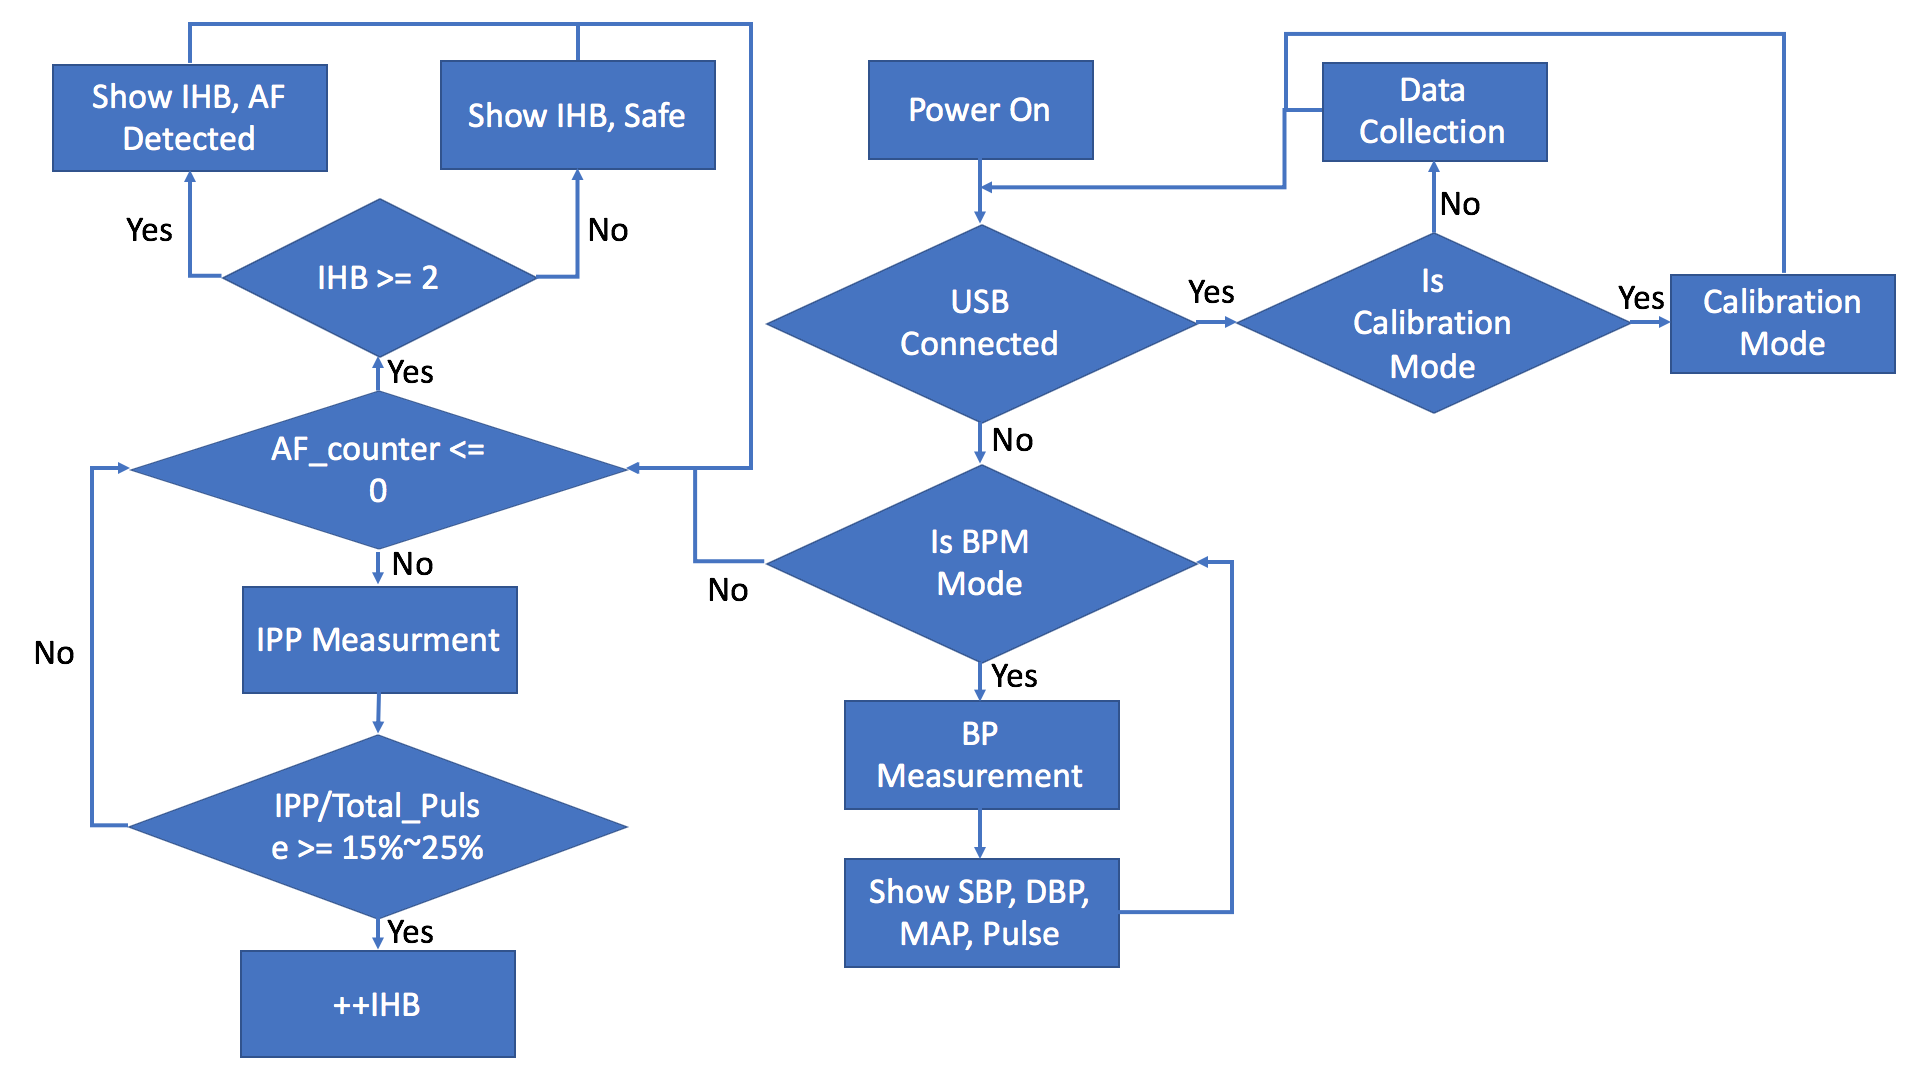 Power On
USB
Connected
Yes
Is
Calibration
Mode
No
Data
Collection
Yes
Calibration
Mode
No
Is BPM
Mode
Yes
BP
Measurement
Show SBP, DBP,
MAP, Pulse
No
AF_counter <=
0
Yes
IHB >= 2
Yes
Show IHB, AF
Detected
No
Show IHB, Safe
No
IPP Measurment
IPP/Total_Puls
e >= 15%~25%
No
Yes
++IHB